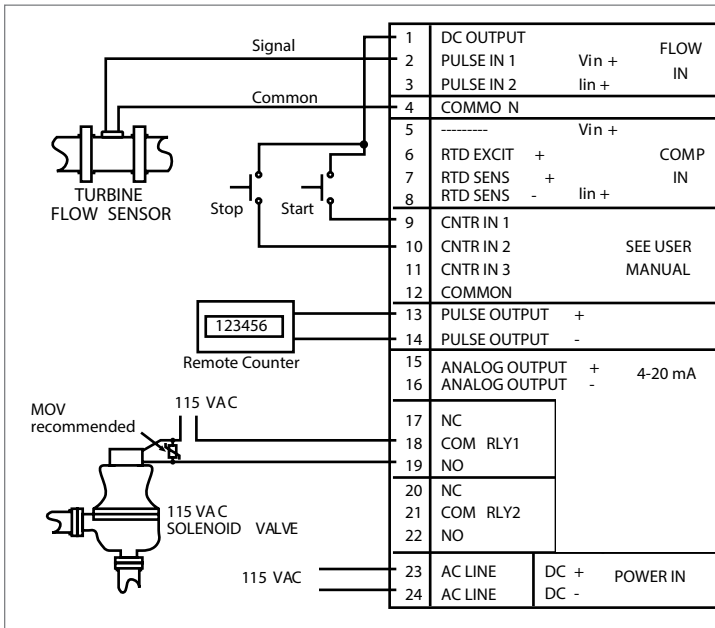 Signal
Common
TURBINE
FLOW SENSOR
Stop
Start
123456
Remote Counter
MOV
recommended
115 VAC
115 VA C
SOLENOID VALVE
115 VAC
1 DC OUTPUT
2 PULSE IN 1 Vin +
3 PULSE IN 2 Iin +
FLOW
IN
4 COMMO N
5 --------- Vin +
6 RTD EXCIT +
7 RTD SENS +
8 RTD SENS - Iin +
COMP
IN
9 CNTR IN 1
10 CNTR IN 2
11 CNTR IN 3
12 COMMON
SEE USER
MANUAL
13 PULSE OUTPUT +
14 PULSE OUTPUT -
15 ANALOG OUTPUT +
16 ANALOG OUTPUT -
4-20 mA
17 NC
18 COM RLY1
19 NO
20 NC
21 COM RLY2
22 NO
23 AC LINE DC +
24 AC LINE DC -
POWER IN